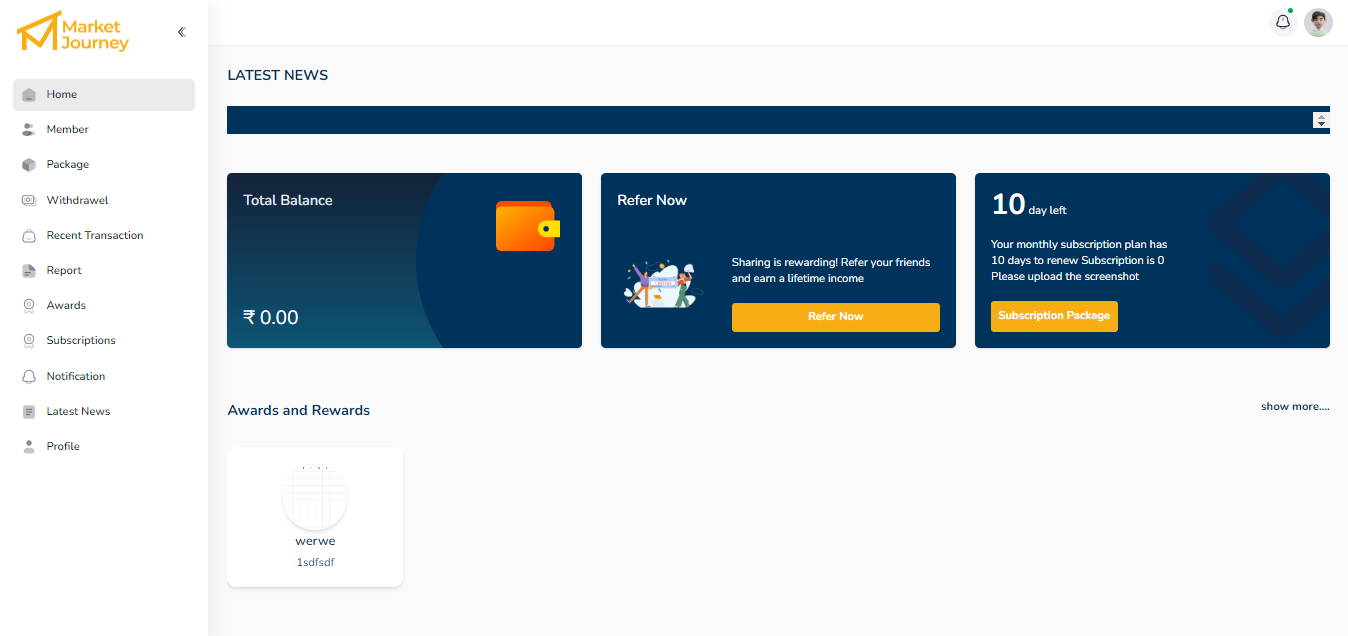 Market
Journey
Home
Member
Package
Withdrawel
Recent Transaction
Report
Awards
Subscriptions
Notification
Latest News
Profile
LATEST NEWS
Total Balance
₹ 0.00
Refer Now
Sharing is rewarding! Refer your friends
and earn a lifetime income
Refer Now
10 day left
Your monthly subscription plan has
10 days to renew Subscription is 0
Please upload the screenshot
Subscription Package
Awards and Rewards
show more....
werwe
1sdfsdf